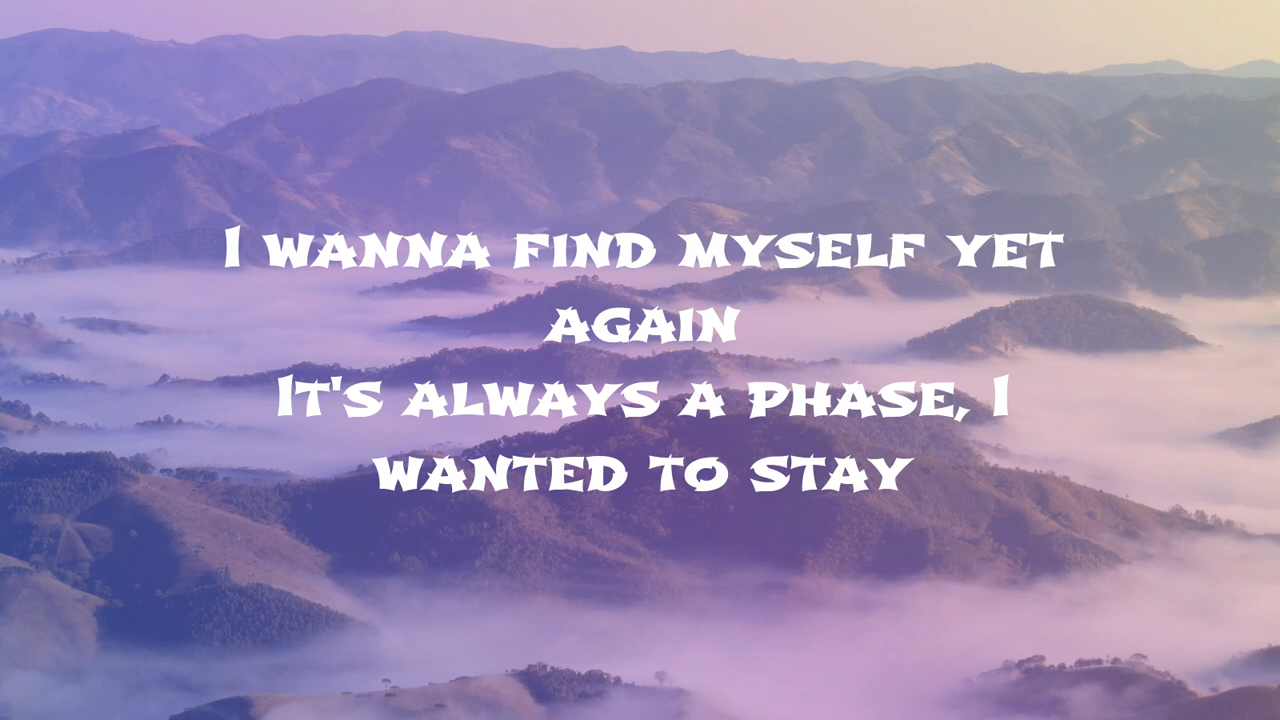 I wanna find myself yet
again
It's always a phase, I
wanted to stay